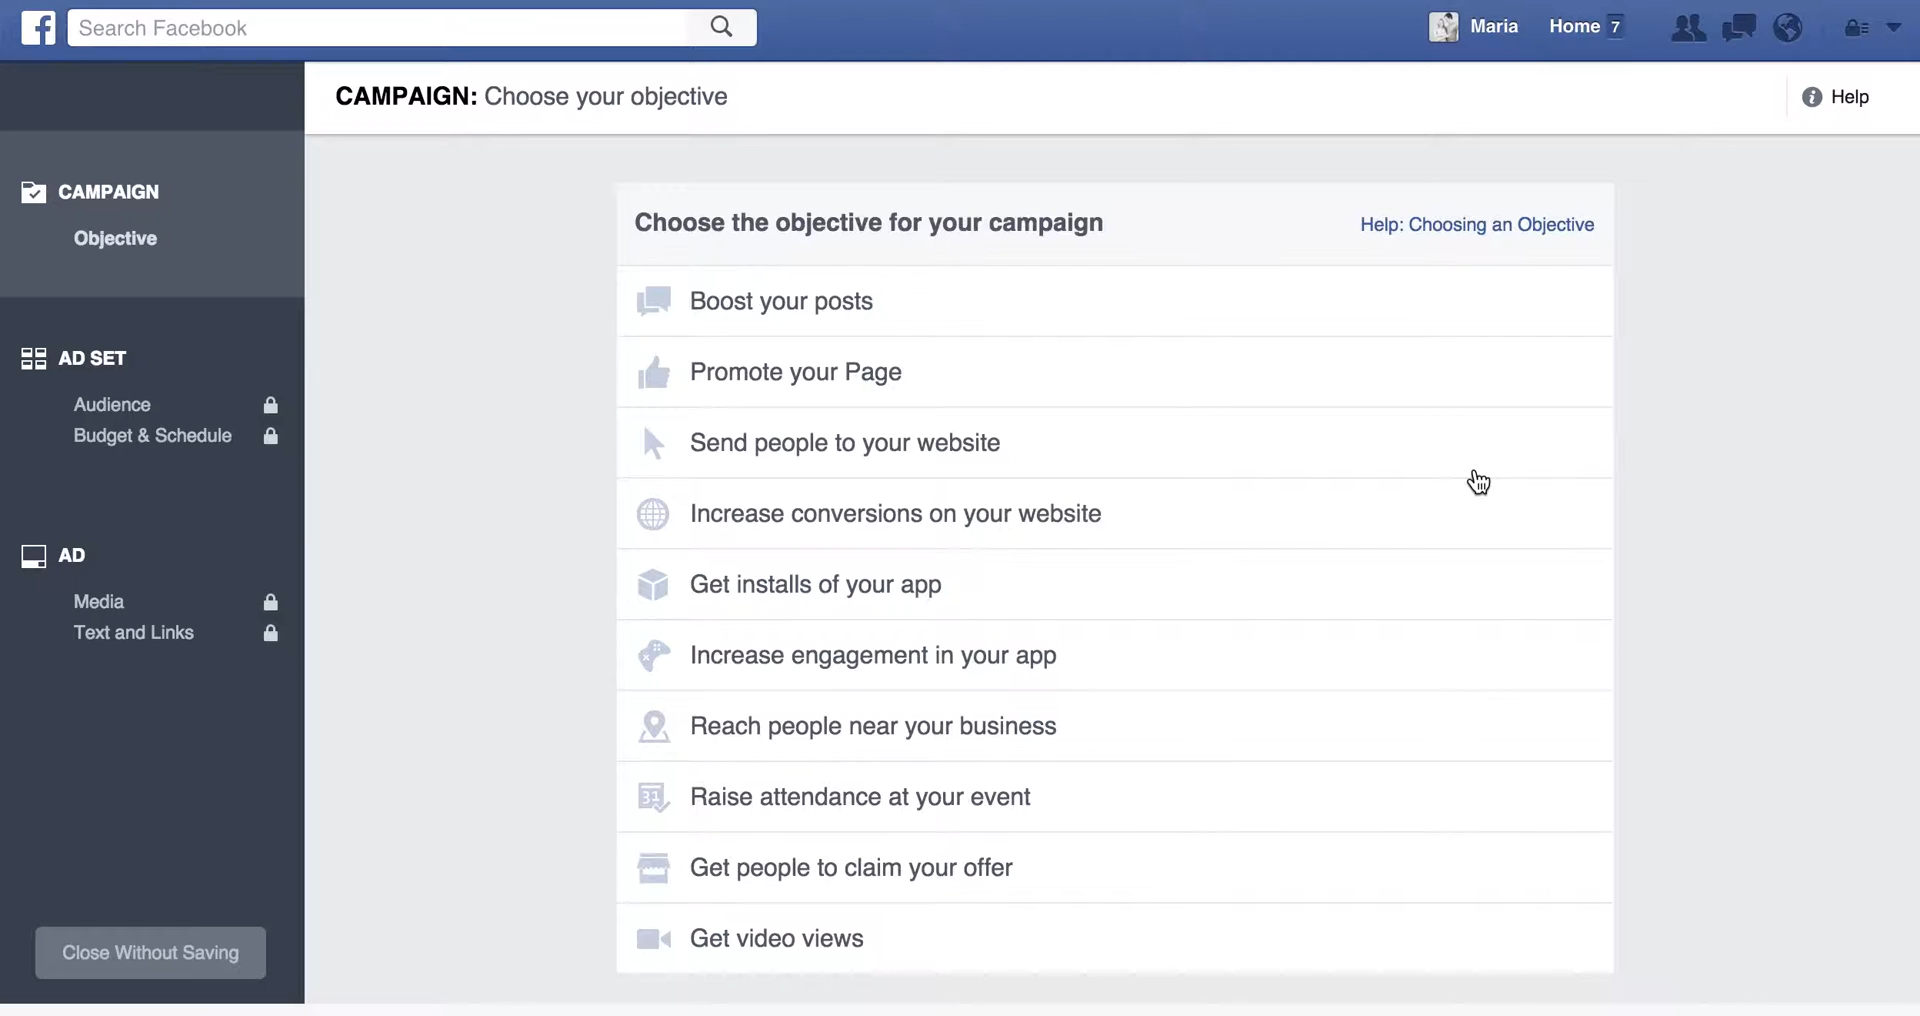 Search Facebook
Maria
Home 7
CAMPAIGN: Choose your objective
Help
CAMPAIGN
Objective
AD SET
Audience
Budget & Schedule
AD
Media
Text and Links
Close Without Saving
Choose the objective for your campaign
Help: Choosing an Objective
Boost your posts
Promote your Page
Send people to your website
Increase conversions on your website
Get installs of your app
Increase engagement in your app
Reach people near your business
31
Raise attendance at your event
Get people to claim your offer
Get video views